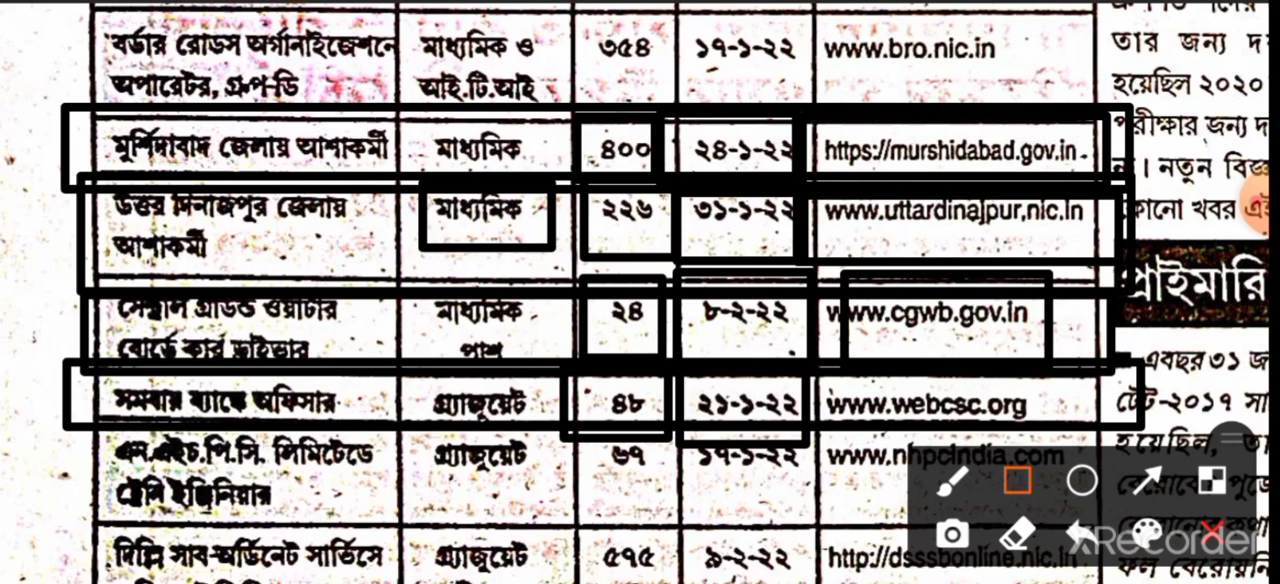 বর্ডার রোডস অর্গানাইজেশনে মাধ্যমিক ও ৩৫৪ ১৭-১-২২ www.bro.nic.in
অপারেটর, গ্রুপ-ডি আই.টি.আই
মুর্শিদাবাদ জেলায় আশাকর্মী মাধ্যমিক ৪০০ ২৪-১-২২ https://murshidabad.gov.in
উত্তর দিনাজপুর জেলায় মাধ্যমিক ২২৬ ৩১-১-২২ www.uttardinajpur.nic.in
আশাকর্মী
সেন্ট্রাল গ্রাউন্ড ওয়াটার মাধ্যমিক ২৪ ৮-২-২২ www.cgwb.gov.in
বোর্ডে কার ড্রাইভার পাশ
সমবায় ব্যাঙ্কে অফিসার গ্র্যাজুয়েট ৪৮ ২১-১-২২ www.webcsc.org
এন.এইচ.পি.সি. লিমিটেডে গ্র্যাজুয়েট ৬৭ ১৭-১-২২ www.nhpcindia.com
ট্রেনি ইঞ্জিনিয়ার
দিল্লি সাব-অর্ডিনেট সার্ভিসে গ্র্যাজুয়েট ৫৭৫ ৯-২-২২ http://dsssbonline.nic.in
তার জন্য
হয়েছিল ২০২০
পরীক্ষার জন্য
। নতুন
কোনো খবর
প্রাইমারি
এবছর ৩১
টেট-২০১৭
হয়েছিল,
XRecorder